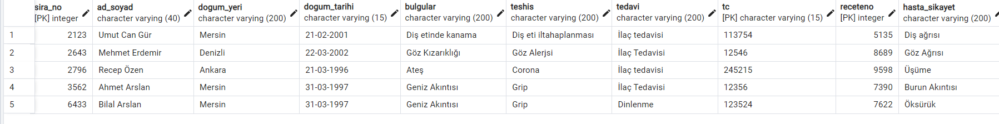 sira_no ad_soyad dogum_yeri dogum_tarihi bulgular teshis tedavi tc receteno hasta_sikayet
[PK] integer character varying (40) character varying (200) character varying (15) character varying (200) character varying (200) character varying (200) [PK] character varying (15) [PK] integer character varying (200)
1 2123 Umut Can Gür Mersin 21-02-2001 Diş etinde kanama Diş eti iltahaplanması İlaç tedavisi 113754 5135 Diş ağrısı
2 2643 Mehmet Erdemir Denizli 22-03-2002 Göz Kızarıklığı Göz Alerjsi İlaç Tedavisi 12546 8689 Göz Ağrısı
3 2796 Recep Özen Ankara 21-03-1996 Ateş Corona İlaç tedavisi 245215 9598 Üşüme
4 3562 Ahmet Arslan Mersin 31-03-1997 Geniz Akıntısı Grip İlaç Tedavisi 12356 7390 Burun Akıntısı
5 6433 Bilal Arslan Mersin 31-03-1997 Geniz Akıntısı Grip Dinlenme 123524 7622 Öksürük